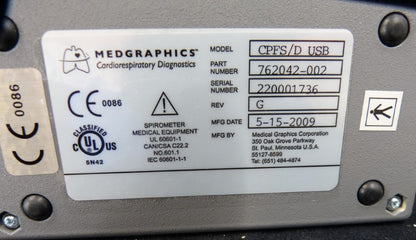 MEDGRAPHICS™
Cardiorespiratory Diagnostics
CE 0086
SPIROMETER
MEDICAL EQUIPMENT
UL 60601-1
CAN/CSA C22.2
NO.601.1
IEC 60601-1-1
CLASSIFIED
C UL US
5N42
MODEL CPFS/D USB
PART NUMBER 762042-002
SERIAL NUMBER 220001736
REV G
MFG DATE 5-15-2009
MFG BY Medical Graphics Corporation
350 Oak Grove Parkway
St. Paul, Minnesota U.S.A.
55127-8599
Tel: (651) 484-4874
CE 0086